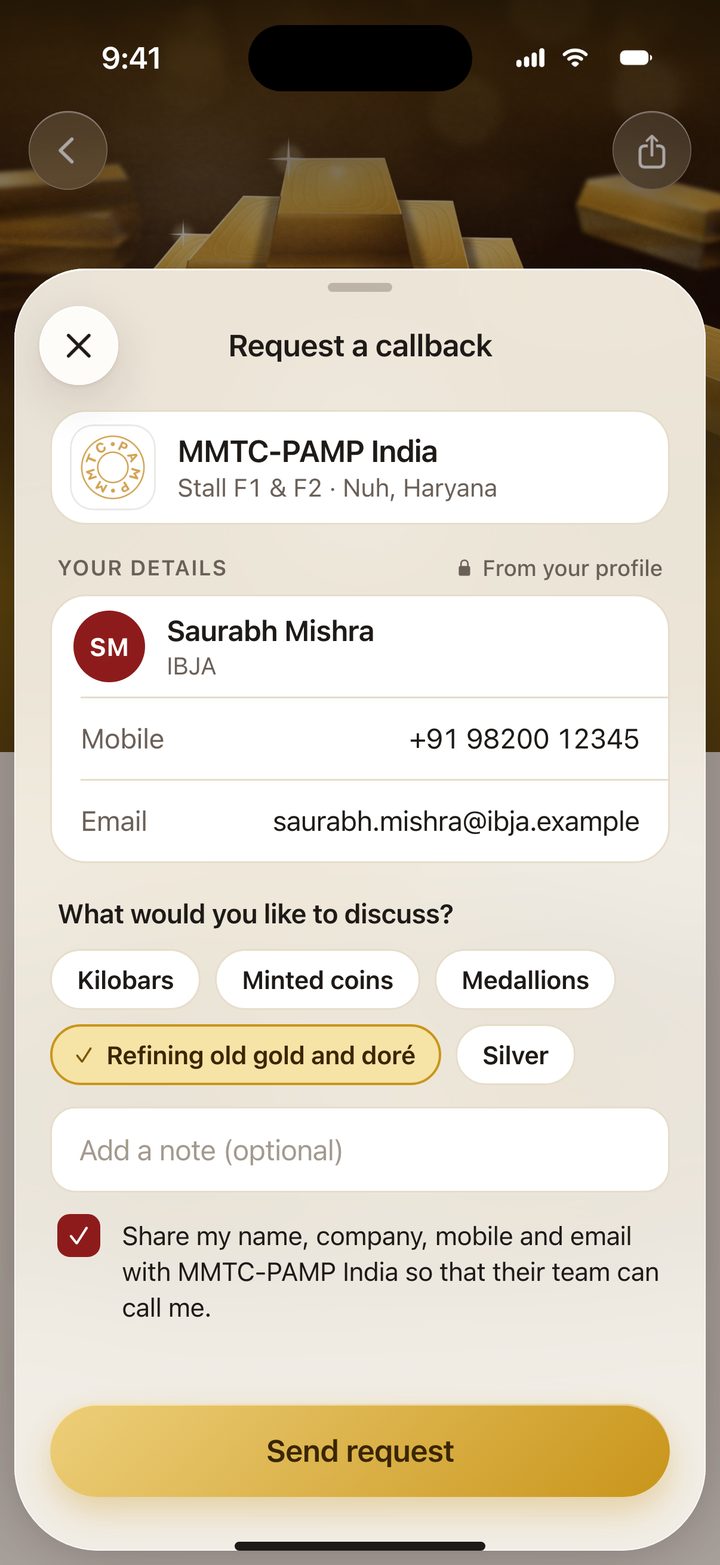 9:41
Request a callback
MMTC-PAMP
MMTC-PAMP India
Stall F1 & F2 · Nuh, Haryana
YOUR DETAILS From your profile
SM Saurabh Mishra
IBJA
Mobile +91 98200 12345
Email saurabh.mishra@ibja.example
What would you like to discuss?
Kilobars Minted coins Medallions
Refining old gold and doré Silver
Add a note (optional)
Share my name, company, mobile and email
with MMTC-PAMP India so that their team can
call me.
Send request